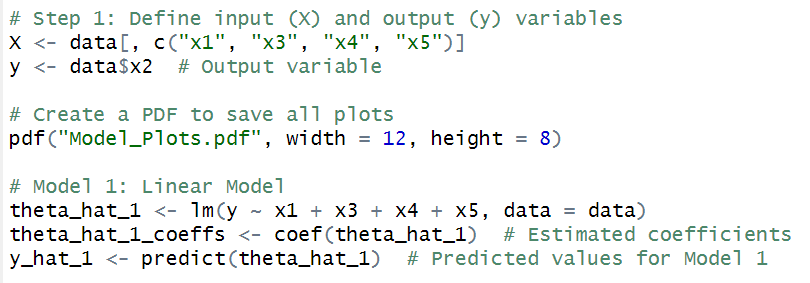 # Step 1: Define input (X) and output (y) variables
X <- data[, c("x1", "x3", "x4", "x5")]
y <- data$x2  # Output variable
# Create a PDF to save all plots
pdf("Model_Plots.pdf", width = 12, height = 8)
# Model 1: Linear Model
theta_hat_1 <- lm(y ~ x1 + x3 + x4 + x5, data = data)
theta_hat_1_coeffs <- coef(theta_hat_1)  # Estimated coefficients
y_hat_1 <- predict(theta_hat_1)  # Predicted values for Model 1